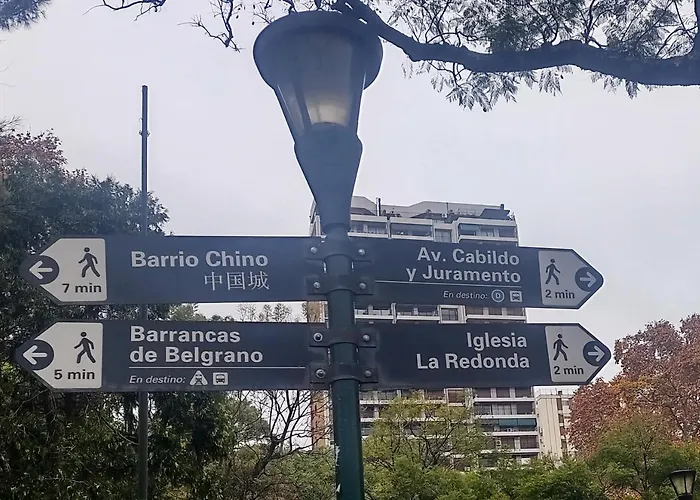 Barrio Chino
中国城
7 min
Av. Cabildo
y Juramento
En destino: D
2 min
Barrancas
de Belgrano
En destino:
5 min
Iglesia
La Redonda
2 min